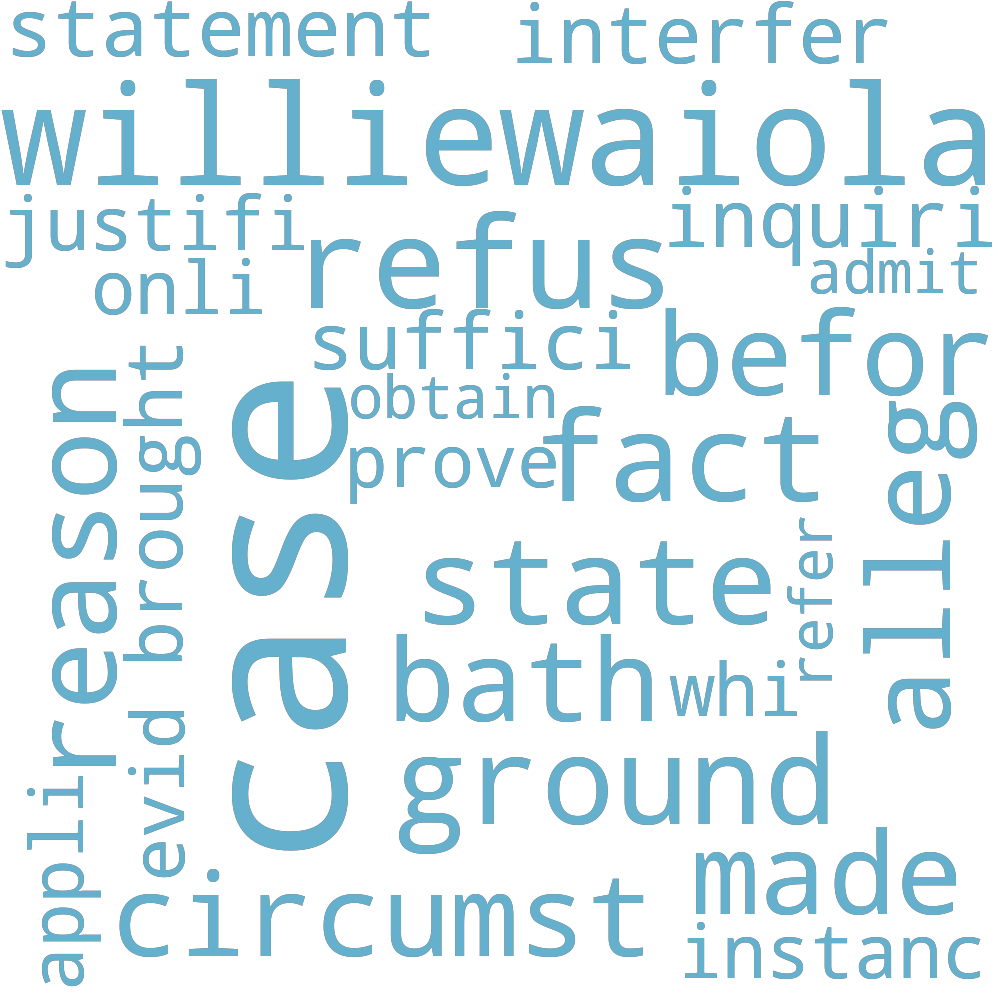 statement
interfer
williewaiola
justifi
inquiri
refus
onli
admit
suffici
befor
obtain
case
reason
brought
fact
alleg
prove
state
refer
bath
whi
evid
ground
appli
made
circumst
instanc